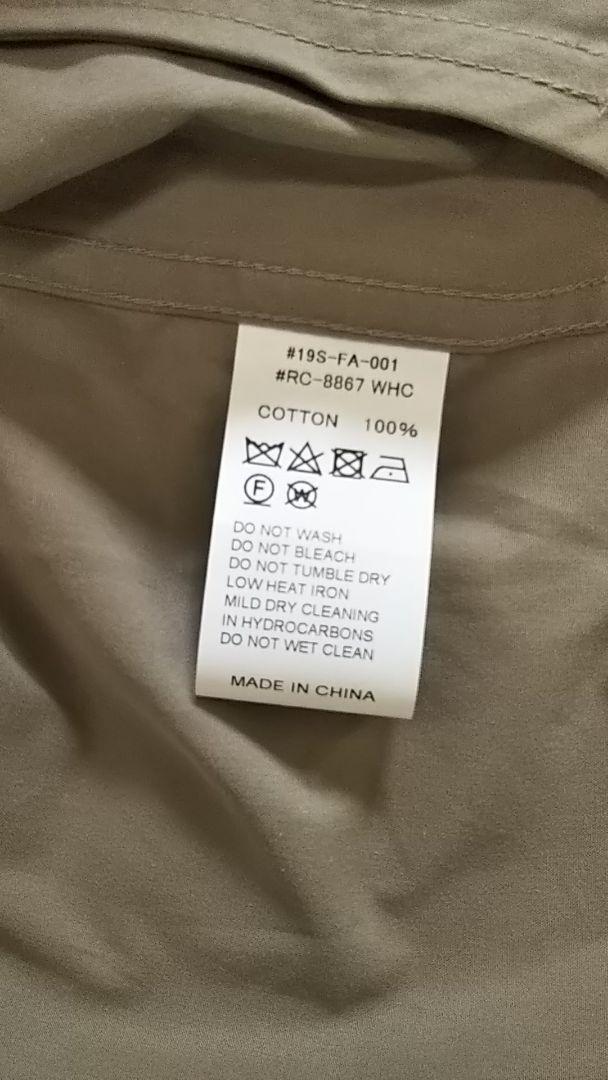 #19S-FA-001
#RC-8867 WHC
COTTON 100%
F W
DO NOT WASH
DO NOT BLEACH
DO NOT TUMBLE DRY
LOW HEAT IRON
MILD DRY CLEANING
IN HYDROCARBONS
DO NOT WET CLEAN
MADE IN CHINA